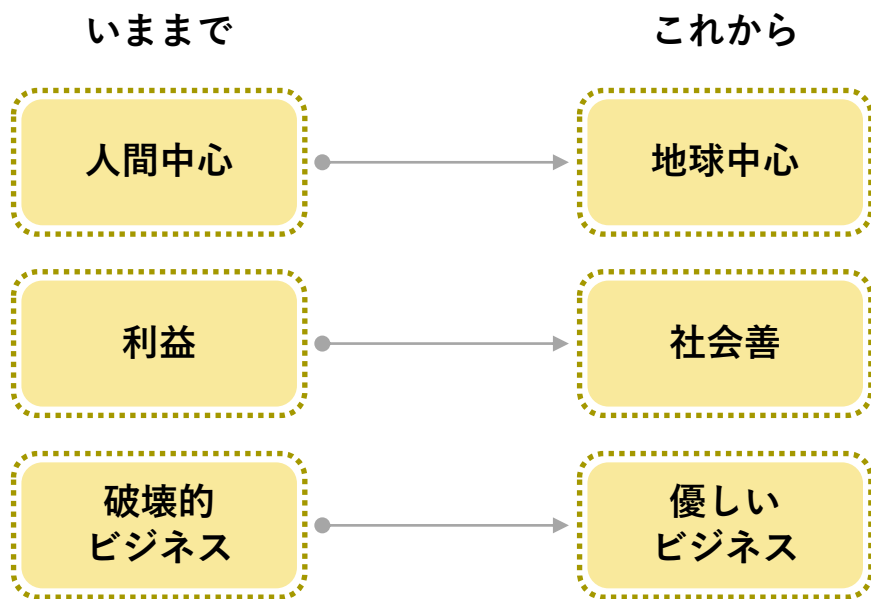 いままで
これから
人間中心
地球中心
利益
社会善
破壊的
ビジネス
優しい
ビジネス